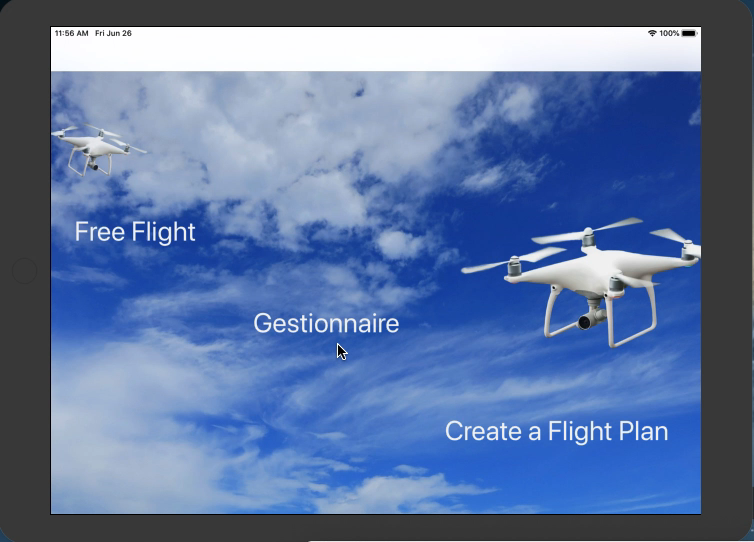 11:56 AM Fri Jun 26 100%
Free Flight
Gestionnaire
Create a Flight Plan